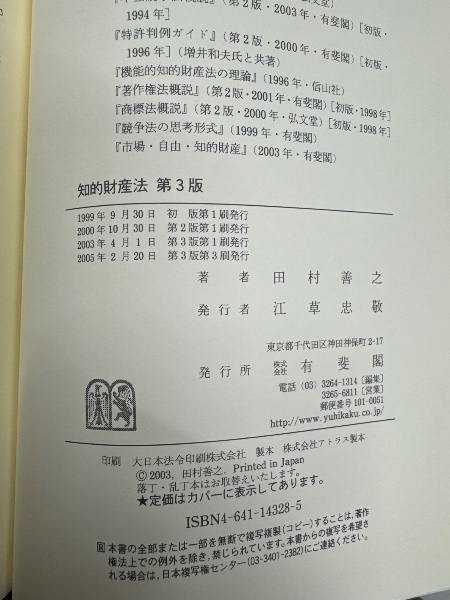 1994年]
『特許判例ガイド』(第2版・2000年・有斐閣)[初版・
1996年](増井和夫氏と共著)
『機能的知的財産法の理論』(1996年・信山社)
『著作権法概説』(第2版・2001年・有斐閣)[初版・1998年]
『商標法概説』(第2版・2000年・弘文堂)[初版・1998年]
『競争法の思考形式』(1999年・有斐閣)
『市場・自由・知的財産』(2003年・有斐閣)
知的財産法 第3版
1999年9月30日 初 版第1刷発行
2000年10月30日 第2版第1刷発行
2003年4月1日 第3版第1刷発行
2005年2月20日 第3版第3刷発行
著者 田村善之
発行者 江草忠敬
東京都千代田区神田神保町2-17
発行所 株式会社 有斐閣
電話(03)3264-1314[編集]
3265-6811[営業]
郵便番号 101-0051
http://www.yuhikaku.co.jp/
印刷 大日本法令印刷株式会社 製本 株式会社アトラス製本
© 2003, 田村善之. Printed in Japan
落丁・乱丁本はお取替えいたします。
★定価はカバーに表示してあります。
ISBN4-641-14328-5
R本書の全部または一部を無断で複写複製(コピー)することは、著作
権法上での例外を除き、禁じられています。本書からの複写を希望さ
れる場合は、日本複写権センター(03-3401-2382)にご連絡ください。